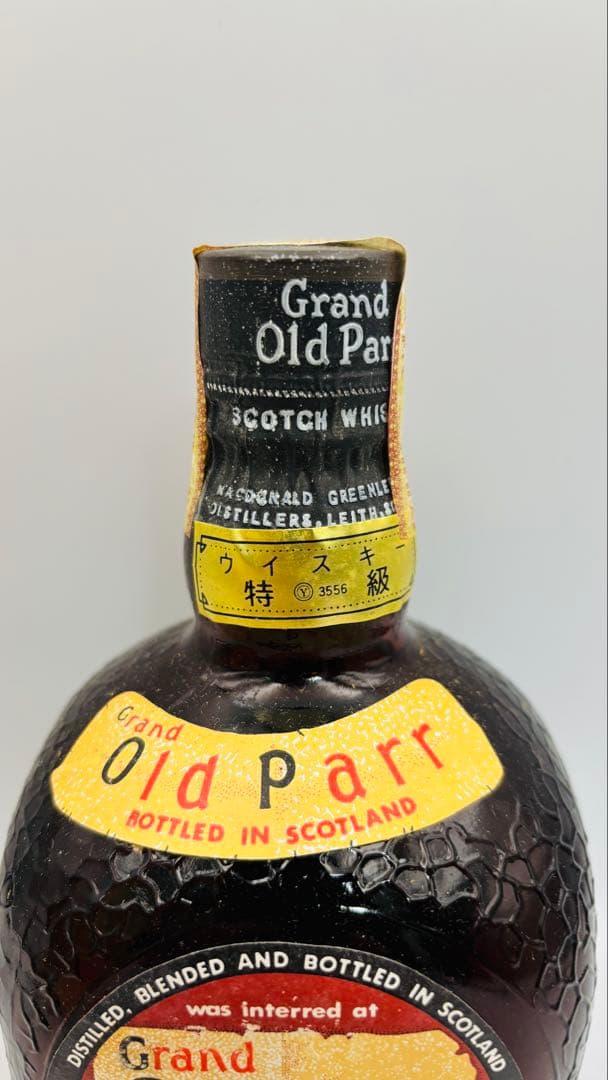 Grand
Old Par
SCOTCH WHIS
MACDONALD GREENLE
DISTILLERS, LEITH, S
ウイスキー
特 Ⓨ 3556 級
Grand
Old Parr
BOTTLED IN SCOTLAND
DISTILLED, BLENDED AND BOTTLED IN SCOTLAND
was interred at
Grand